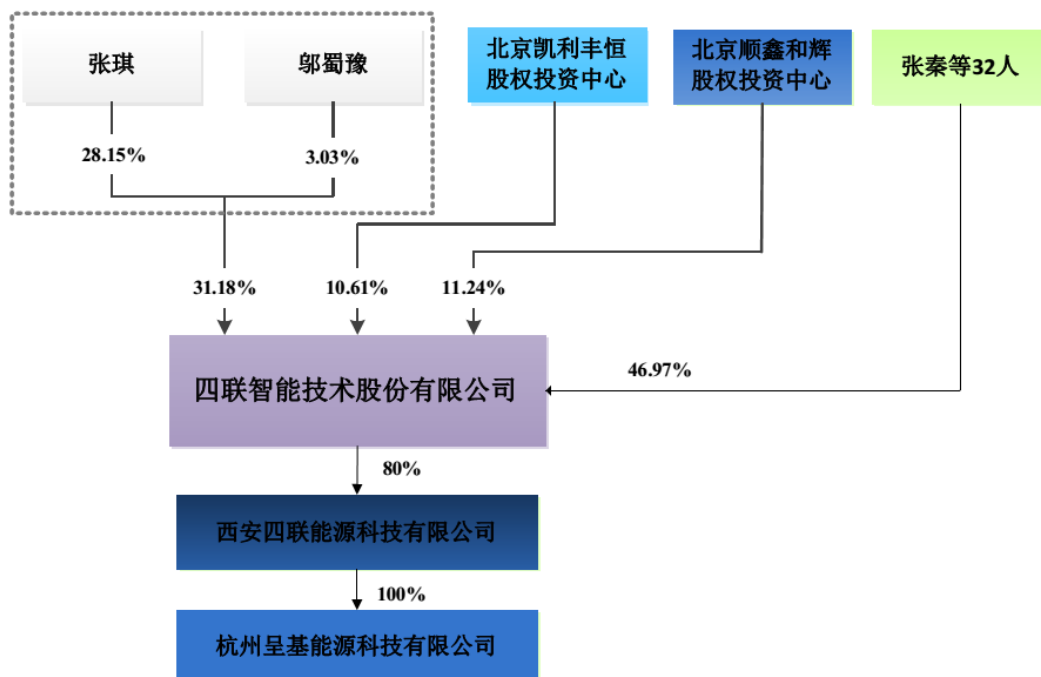 张琪
邬蜀豫
北京凯利丰恒
股权投资中心
北京顺鑫和辉
股权投资中心
张秦等32人
28.15%
3.03%
31.18%
10.61%
11.24%
四联智能技术股份有限公司
46.97%
80%
西安四联能源科技有限公司
100%
杭州呈基能源科技有限公司